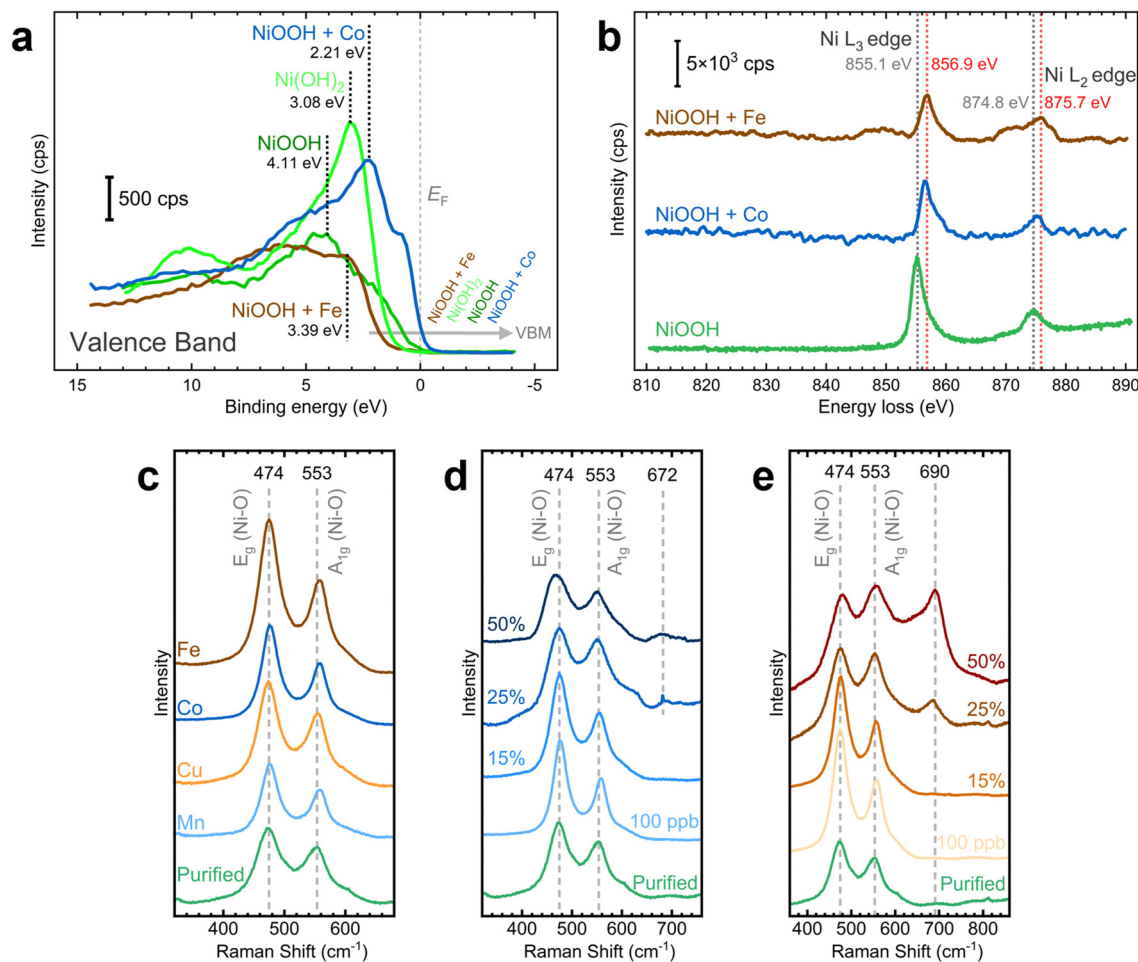 a
NiOOH + Co
2.21 eV
Ni(OH)2
3.08 eV
NiOOH
4.11 eV
500 cps
EF
NiOOH + Fe
Ni(OH)2
NiOOH
NiOOH + Co
NiOOH + Fe
3.39 eV
VBM
Valence Band
Intensity (cps)
15
10
5
0
-5
Binding energy (eV)
b
5×10³ cps
Ni L3 edge
855.1 eV
856.9 eV
Ni L2 edge
874.8 eV
875.7 eV
NiOOH + Fe
NiOOH + Co
NiOOH
Intensity (cps)
810
820
830
840
850
860
870
880
890
Energy loss (eV)
c
474
553
Eg (Ni-O)
A1g (Ni-O)
Fe
Co
Cu
Mn
Purified
Intensity
400
500
600
Raman Shift (cm-1)
d
474
553
672
Eg (Ni-O)
A1g (Ni-O)
50%
25%
15%
100 ppb
Purified
Intensity
400
500
600
700
Raman Shift (cm-1)
e
474
553
690
Eg (Ni-O)
A1g (Ni-O)
50%
25%
15%
100 ppb
Purified
Intensity
400
500
600
700
800
Raman Shift (cm-1)